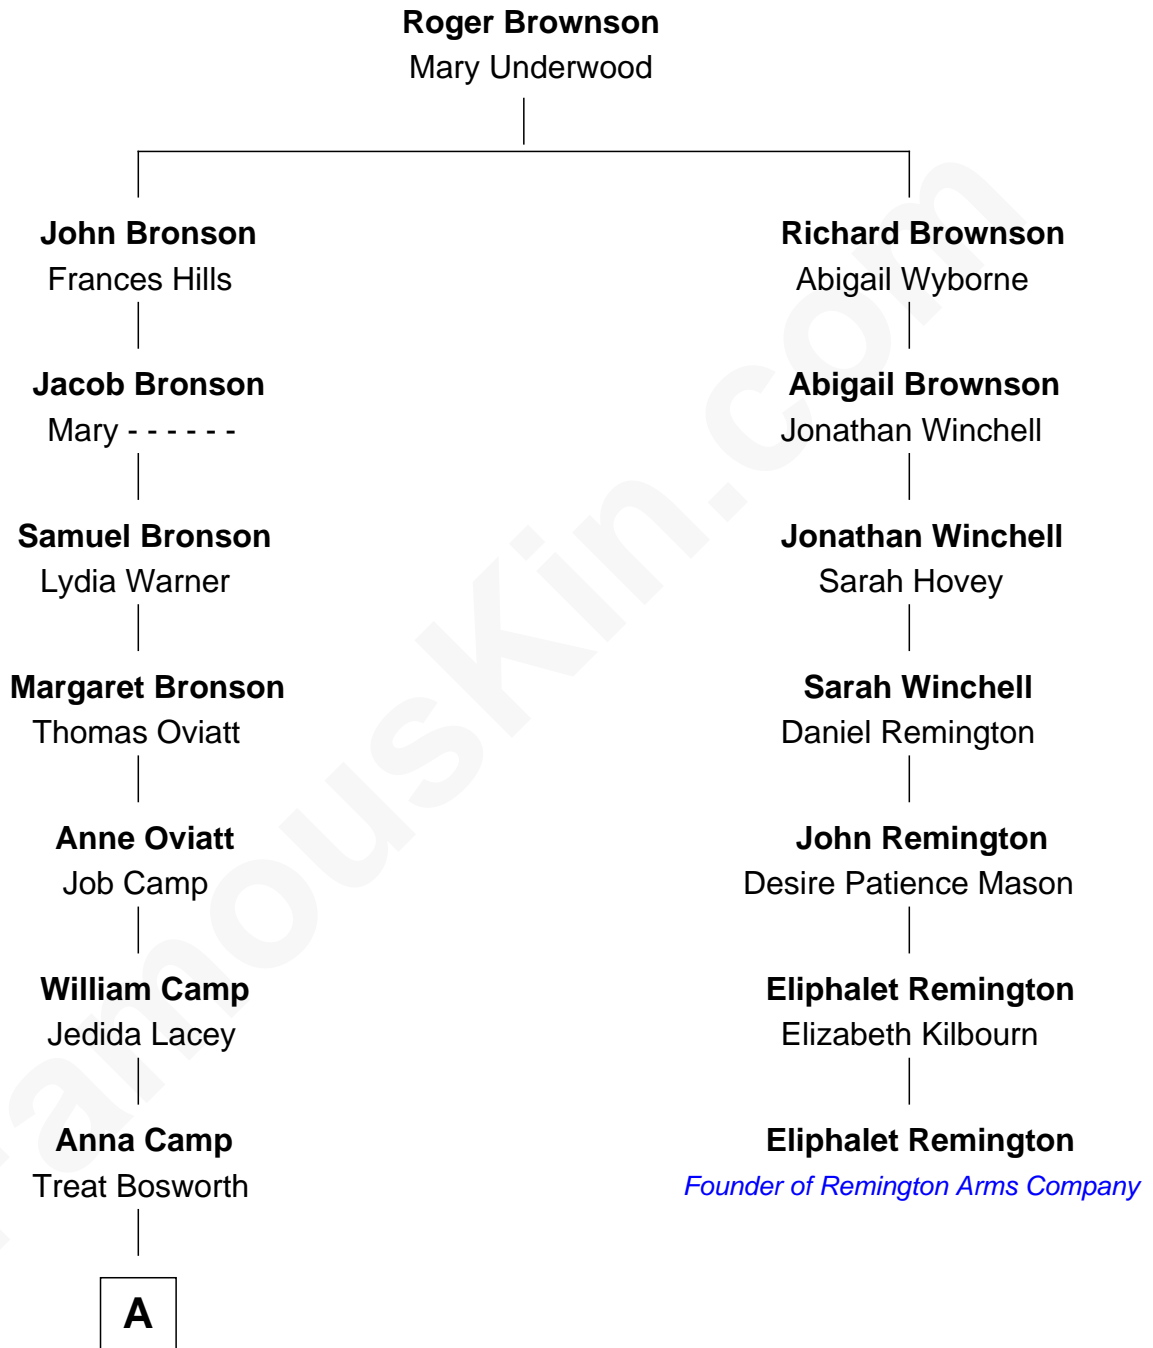 Roger Brownson
Mary Underwood
John Bronson
Frances Hills
Richard Brownson
Abigail Wyborne
Jacob Bronson
Mary - - - - - -
Abigail Brownson
Jonathan Winchell
Samuel Bronson
Lydia Warner
Jonathan Winchell
Sarah Hovey
Margaret Bronson
Thomas Oviatt
Sarah Winchell
Daniel Remington
Anne Oviatt
Job Camp
John Remington
Desire Patience Mason
William Camp
Jedida Lacey
Eliphalet Remington
Elizabeth Kilbourn
Anna Camp
Treat Bosworth
Eliphalet Remington
Founder of Remington Arms Company
A
FamousKin.com